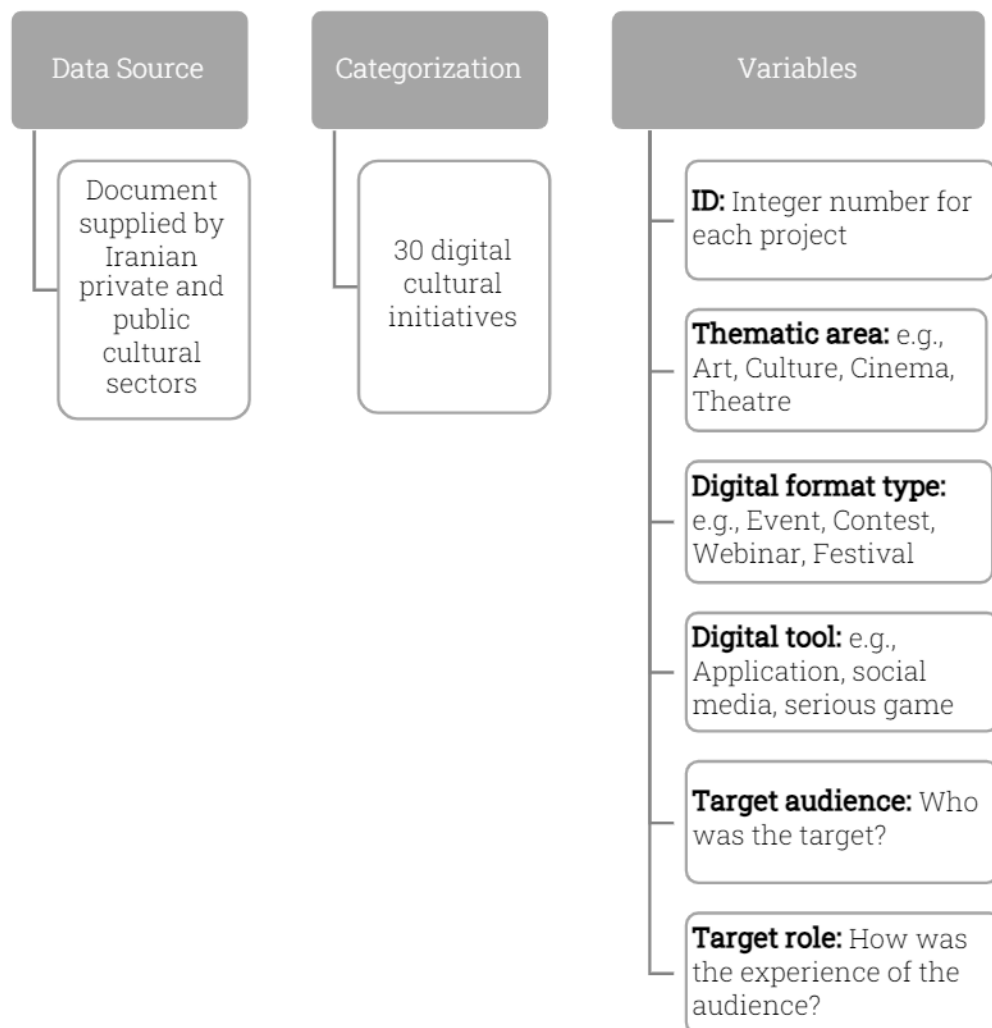 Data Source
Document
supplied by
Iranian
private and
public
cultural
sectors
Categorization
30 digital
cultural
initiatives
Variables
ID: Integer number for
each project
Thematic area: e.g.,
Art, Culture, Cinema,
Theatre
Digital format type:
e.g., Event, Contest,
Webinar, Festival
Digital tool: e.g.,
Application, social
media, serious game
Target audience: Who
was the target?
Target role: How was
the experience of the
audience?